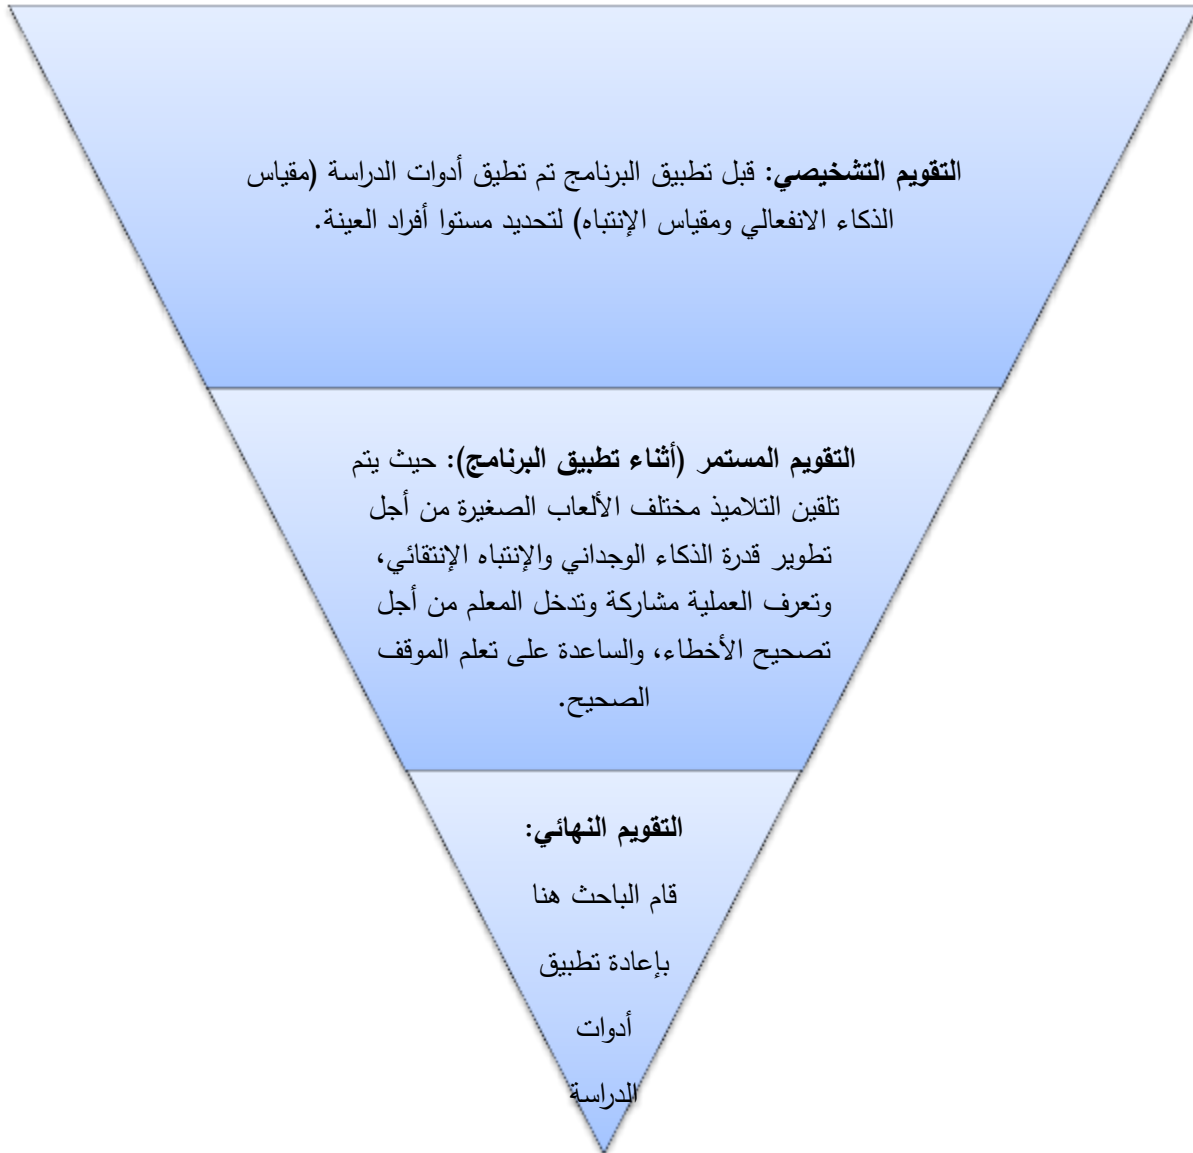 التقويم التشخيصي: قبل تطبيق البرنامج تم تطيق أدوات الدراسة (مقياس
الذكاء الانفعالي ومقياس الإنتباه) لتحديد مستوا أفراد العينة.
التقويم المستمر (أثناء تطبيق البرنامج): حيث يتم
تلقين التلاميذ مختلف الألعاب الصغيرة من أجل
تطوير قدرة الذكاء الوجداني والإنتباه الإنتقائي،
وتعرف العملية مشاركة وتدخل المعلم من أجل
تصحيح الأخطاء، والساعدة على تعلم الموقف
الصحيح.
التقويم النهائي:
قام الباحث هنا
بإعادة تطبيق
أدوات
الدراسة